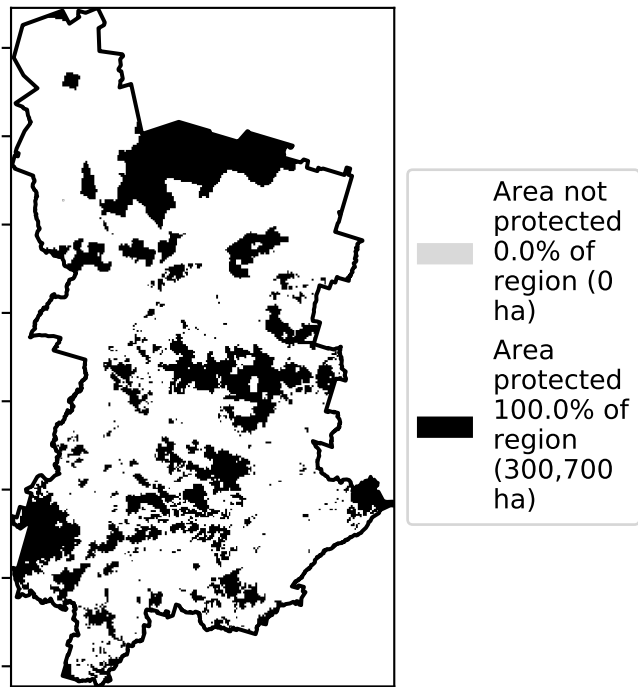 Area not
protected
0.0% of
region (0
ha)
Area
protected
100.0% of
region
(300,700
ha)